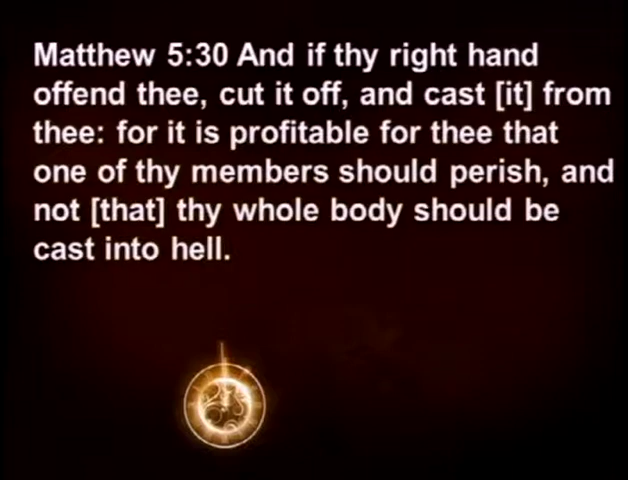 Matthew 5:30 And if thy right hand
offend thee, cut it off, and cast [it] from
thee: for it is profitable for thee that
one of thy members should perish, and
not [that] thy whole body should be
cast into hell.